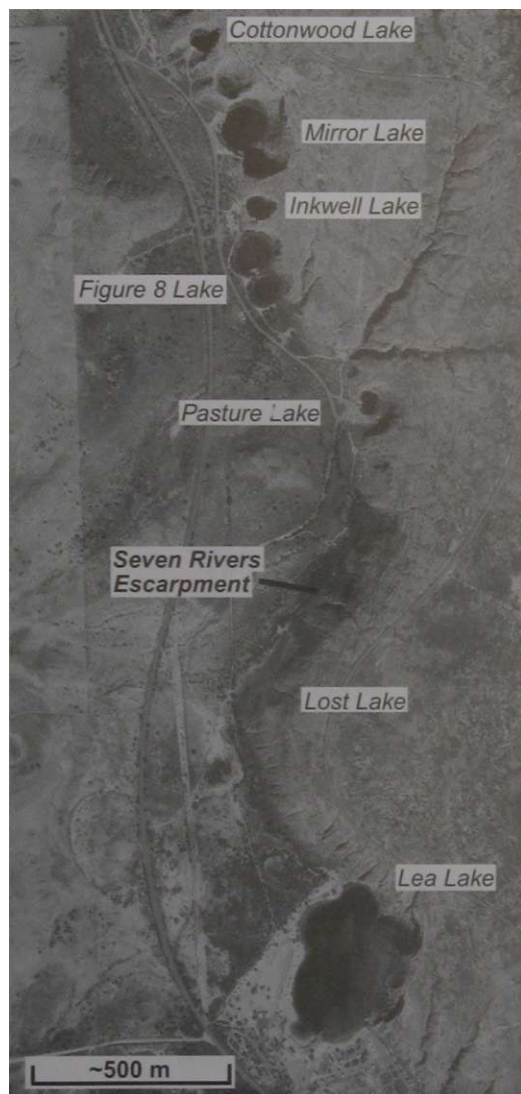 Cottonwood Lake
Mirror Lake
Inkwell Lake
Figure 8 Lake
Pasture Lake
Seven Rivers
Escarpment
Lost Lake
Lea Lake
~500 m